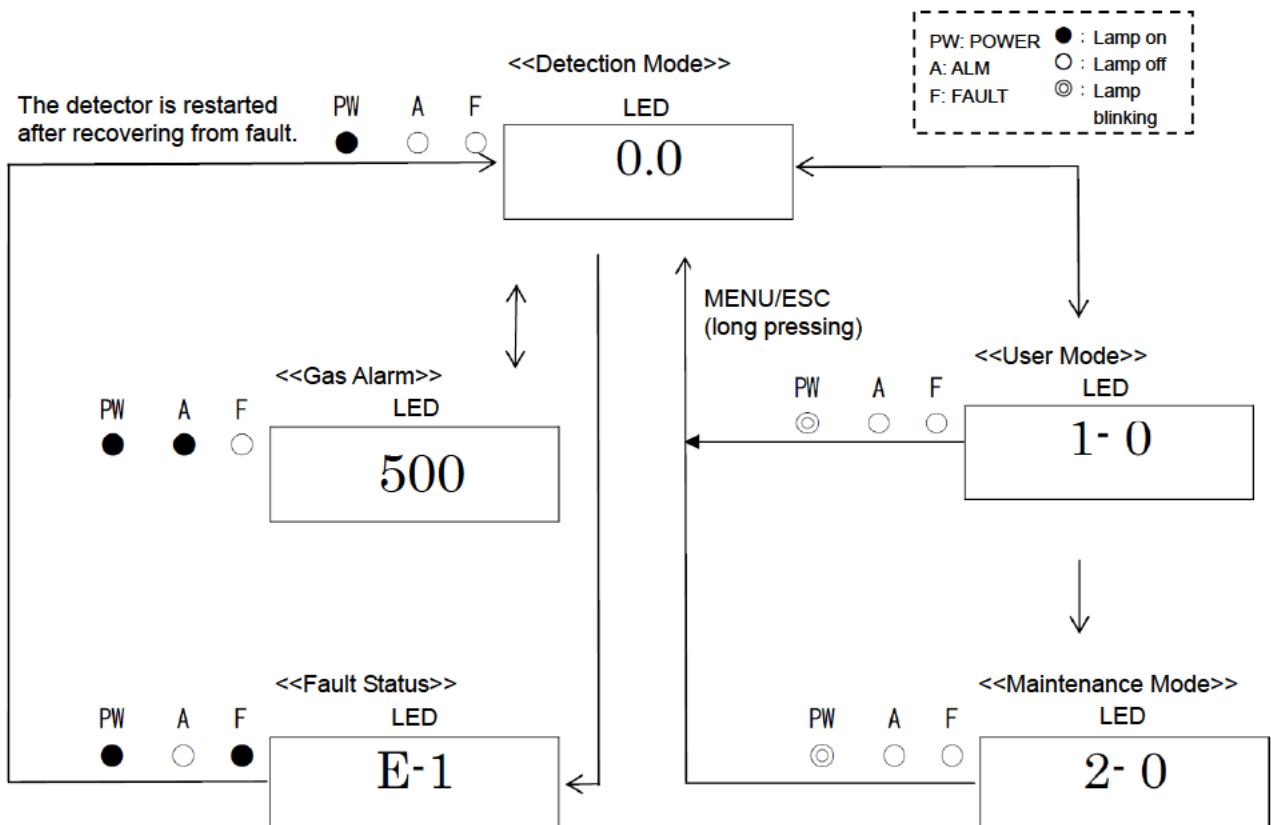 PW: POWER ● : Lamp on
A: ALM ○ : Lamp off
F: FAULT ◎ : Lamp
blinking
<<Detection Mode>>
LED
The detector is restarted
after recovering from fault.
PW A F
● ○ ○
0.0
MENU/ESC
(long pressing)
<<Gas Alarm>>
LED
PW A F
● ● ○
500
<<User Mode>>
LED
PW A F
◎ ○ ○
1- 0
<<Fault Status>>
LED
PW A F
● ○ ●
E-1
<<Maintenance Mode>>
LED
PW A F
◎ ○ ○
2- 0